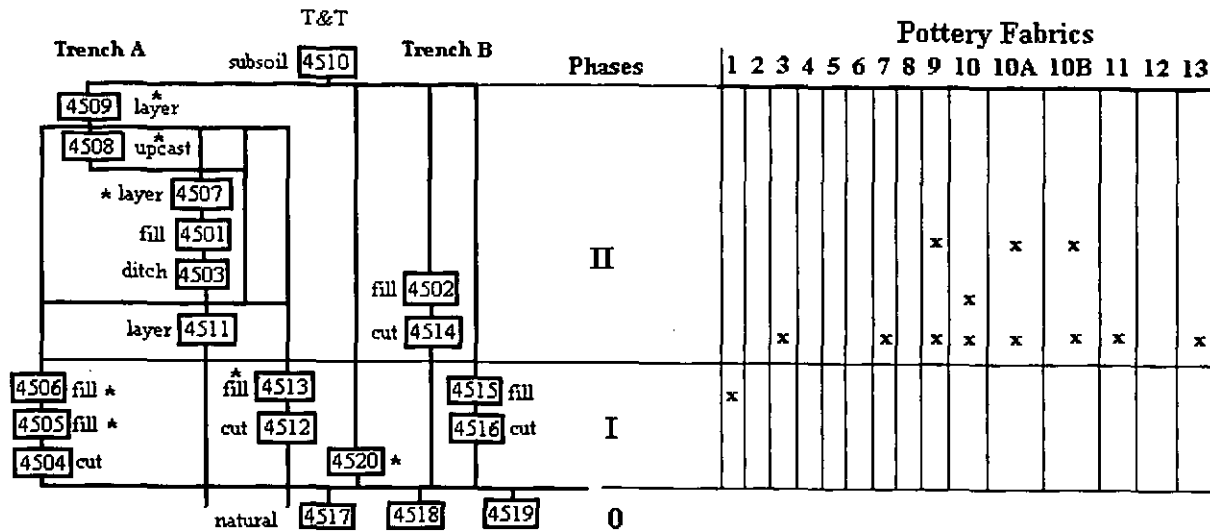 T&T
Trench A
Trench B
Pottery Fabrics
subsoil 4510
Phases
1 2 3 4 5 6 7 8 9 10 10A 10B 11 12 13
4509 * layer
4508 * upcast
* layer 4507
fill 4501
x x x
ditch 4503
II
fill 4502
x
layer 4511
cut 4514
x x x x x x x x
4506 fill *
* fill 4513
4515 fill
x
4505 fill *
cut 4512
4516 cut
I
4504 cut
4520 *
natural 4517
4518
4519
0